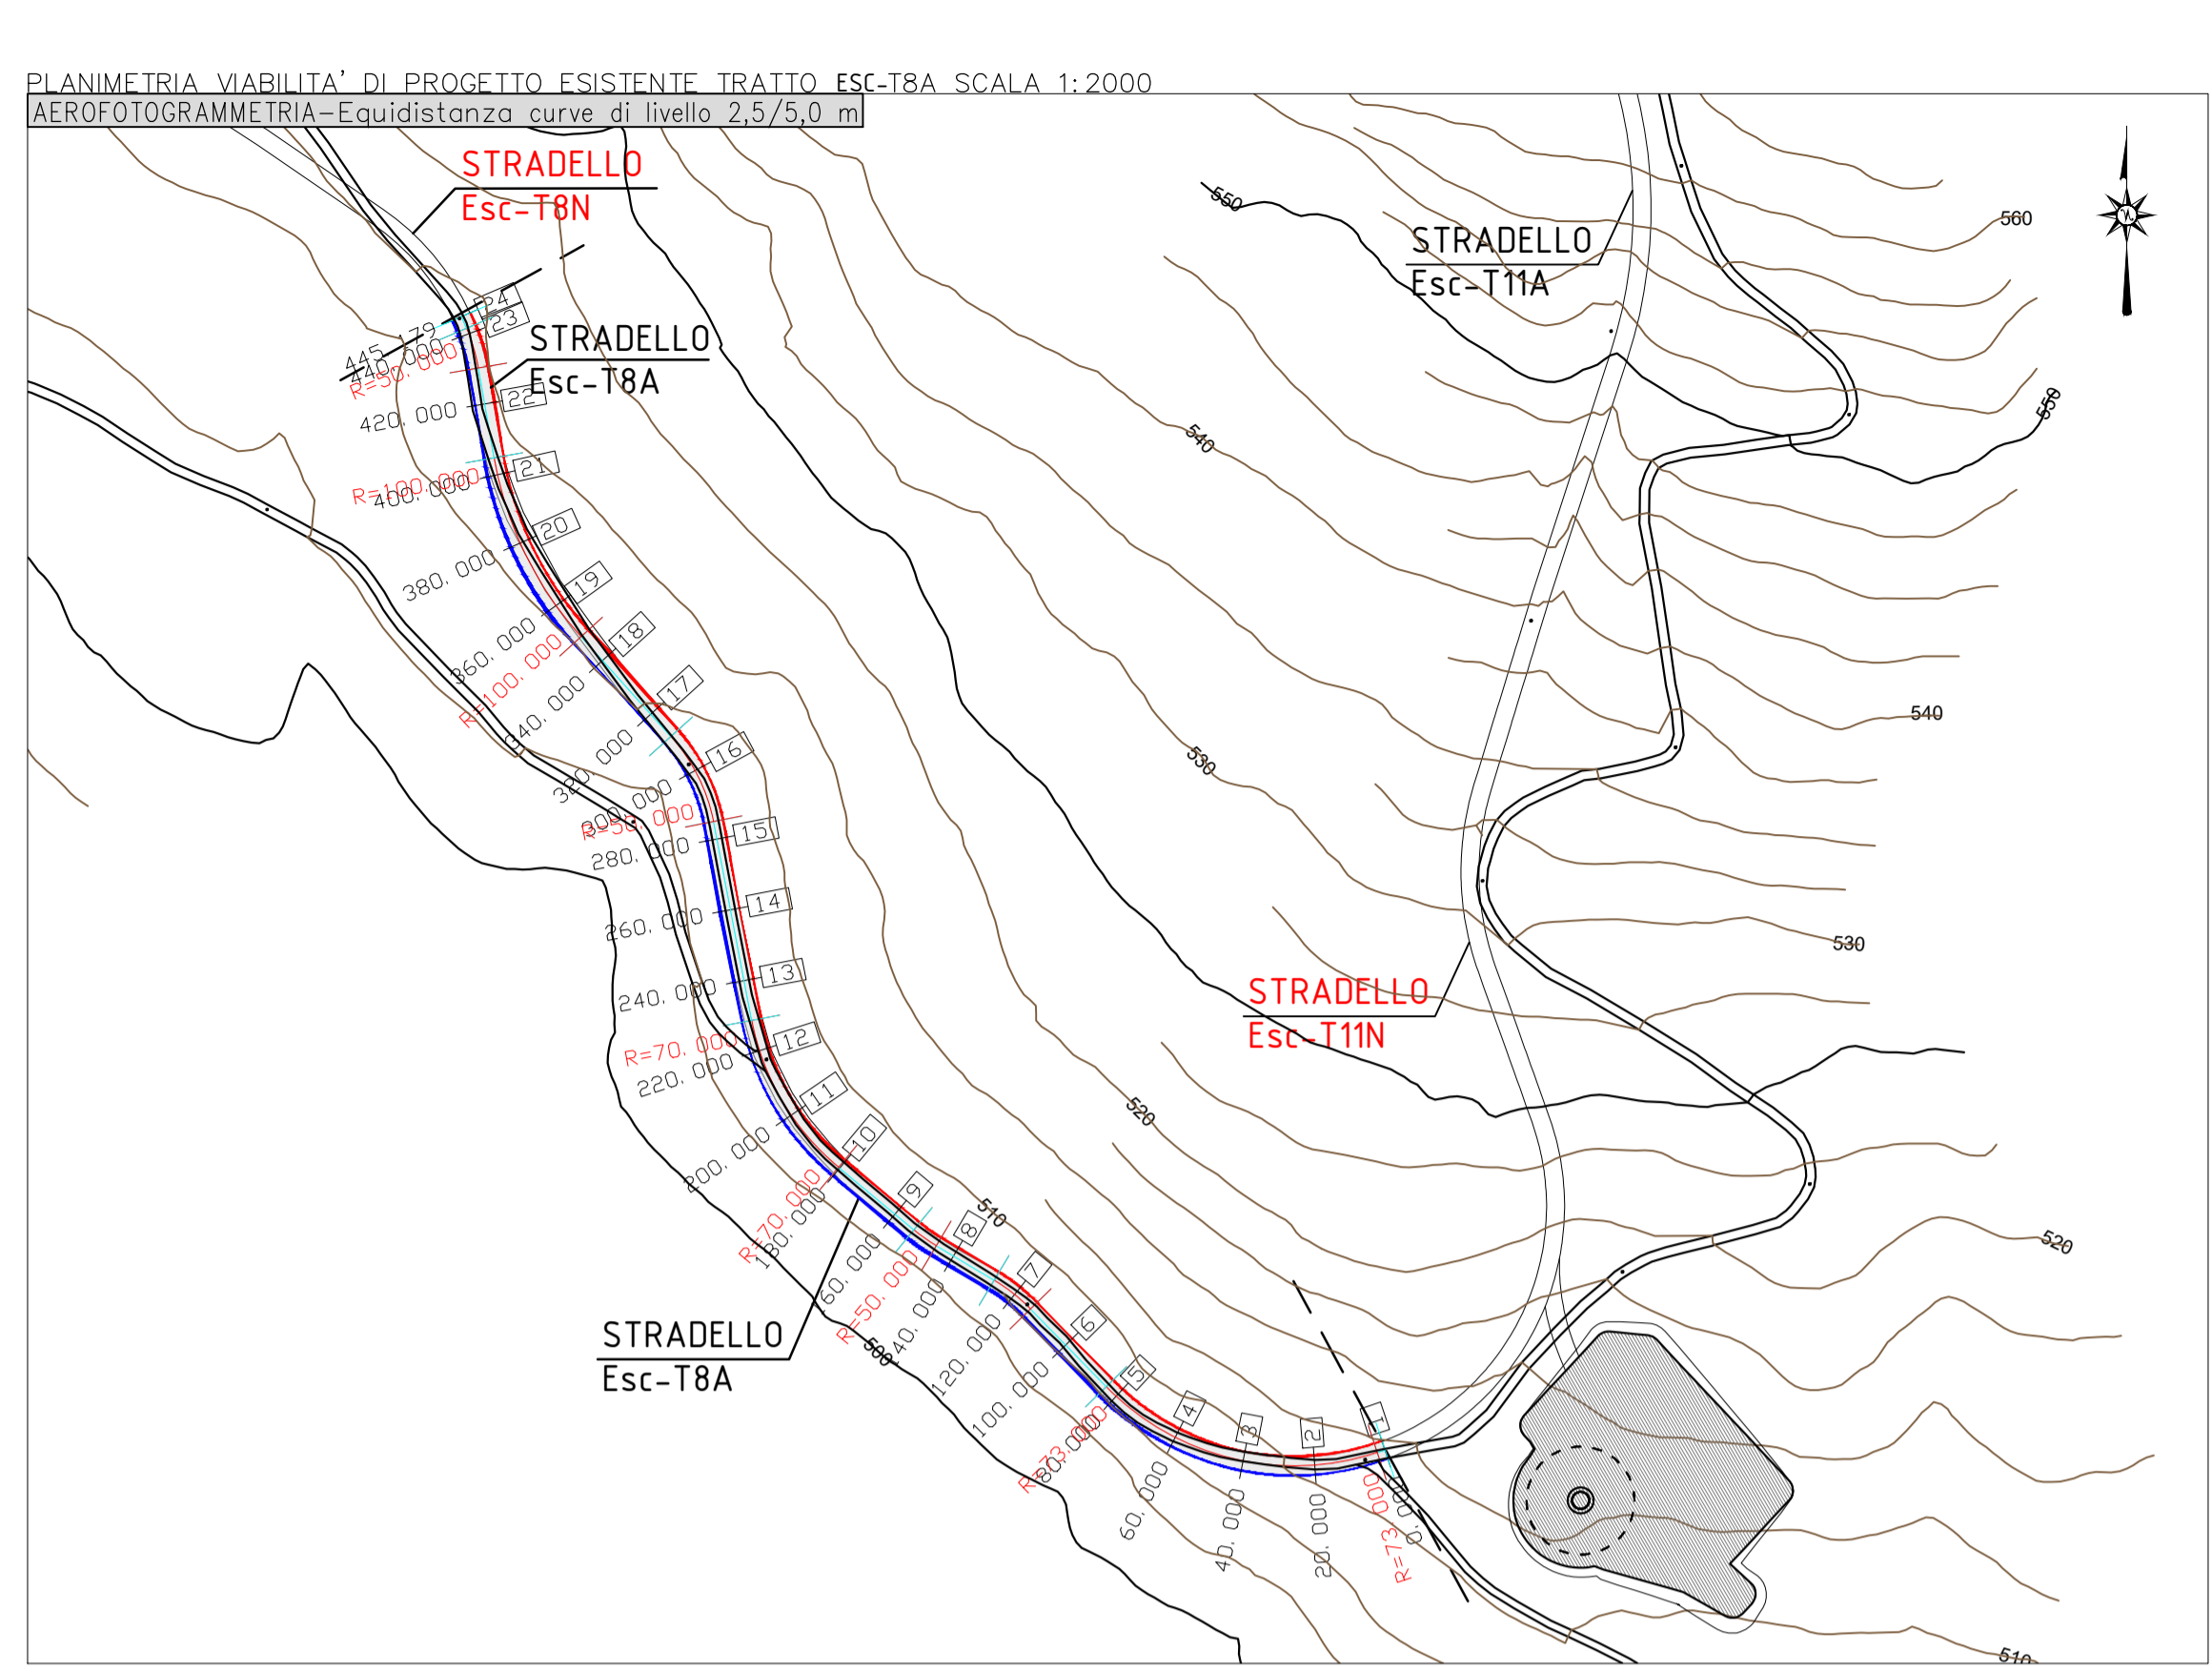 PLANIMETRIA VIABILITA' DI PROGETTO ESISTENTE TRATTO ESC-T8A SCALA 1:2000
AEROFOTOGRAMMETRIA-Equidistanza curve di livello 2,5/5,0 m
STRADELLO
Esc-T8N
STRADELLO
Esc-T11A
550
560
24
23
445,179
440,000
R=50,000
STRADELLO
Esc-T8A
22
420,000
550
540
21
R=100,000
400,000
20
380,000
19
360,000
18
R=100,000
340,000
17
320,000
16
540
530
300,000
R=50,000
15
280,000
14
260,000
530
13
240,000
STRADELLO
Esc-T11N
12
R=70,000
220,000
11
200,000
520
10
R=70,000
180,000
9
160,000
510
8
R=50,000
140,000
520
7
120,000
STRADELLO
Esc-T8A
500
6
100,000
5
R=73,000
80,000
4
60,000
3
40,000
2
20,000
1
R=73,000
0,000
510